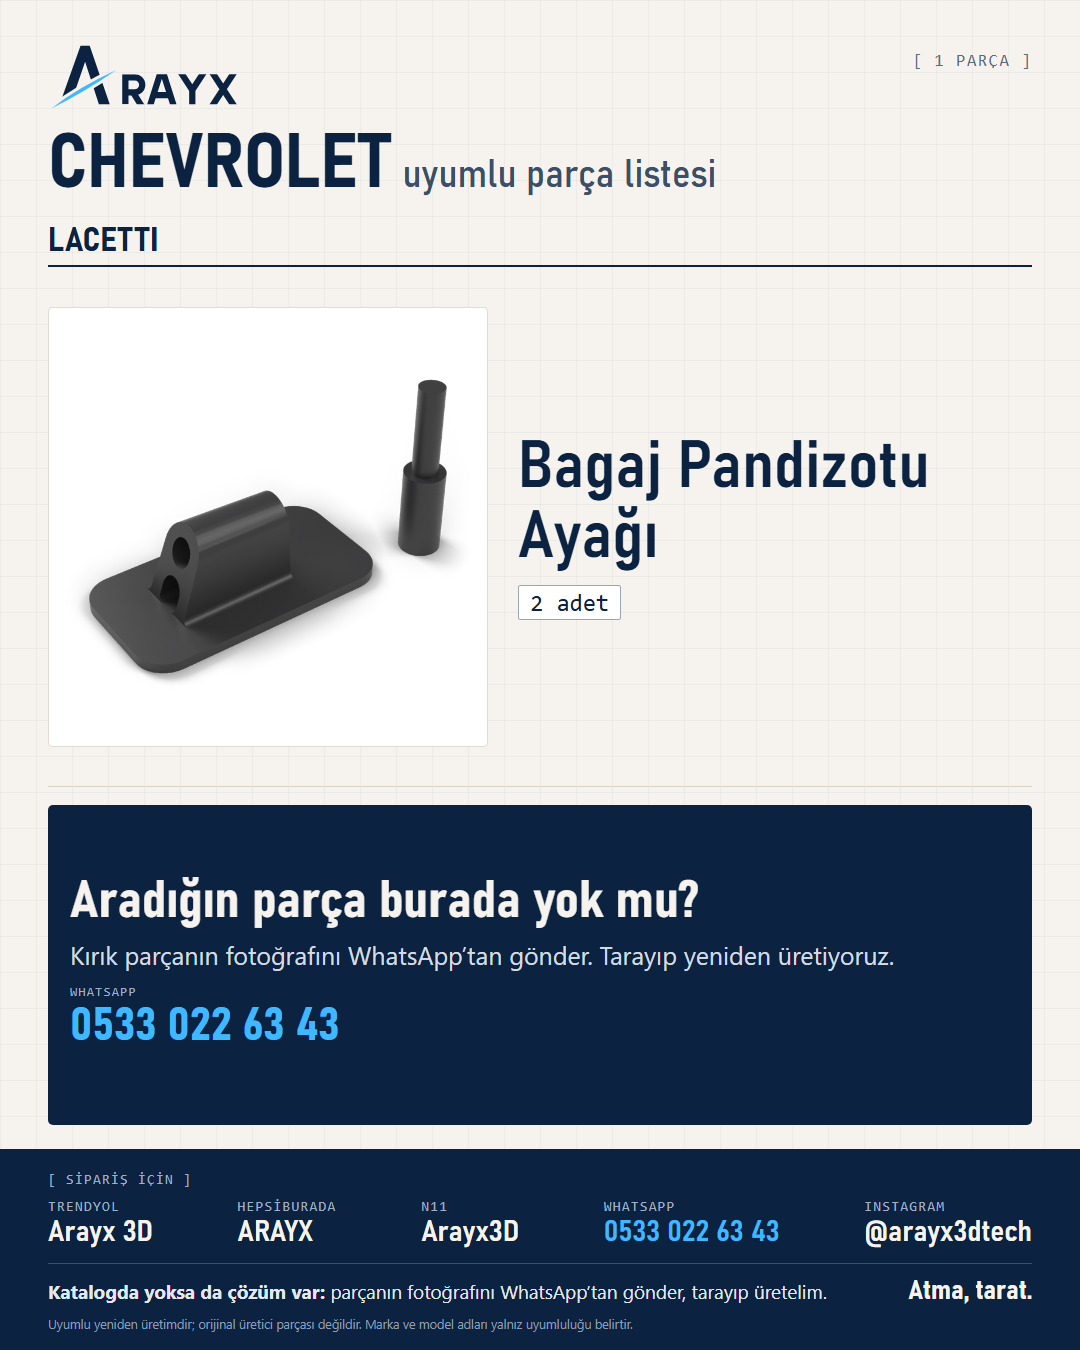 ARAYX
[ 1 PARÇA ]
CHEVROLET uyumlu parça listesi
LACETTI
Bagaj Pandizotu
Ayağı
2 adet
Aradığın parça burada yok mu?
Kırık parçanın fotoğrafını WhatsApp'tan gönder. Tarayıp yeniden üretiyoruz.
WHATSAPP
0533 022 63 43
[ SİPARİŞ İÇİN ]
TRENDYOL
Arayx 3D
HEPSİBURADA
ARAYX
N11
Arayx3D
WHATSAPP
0533 022 63 43
INSTAGRAM
@arayx3dtech
Katalogda yoksa da çözüm var: parçanın fotoğrafını WhatsApp'tan gönder, tarayıp üretelim.
Atma, tarat.
Uyumlu yeniden üretimdir; orijinal üretici parçası değildir. Marka ve model adları yalnız uyumluluğu belirtir.